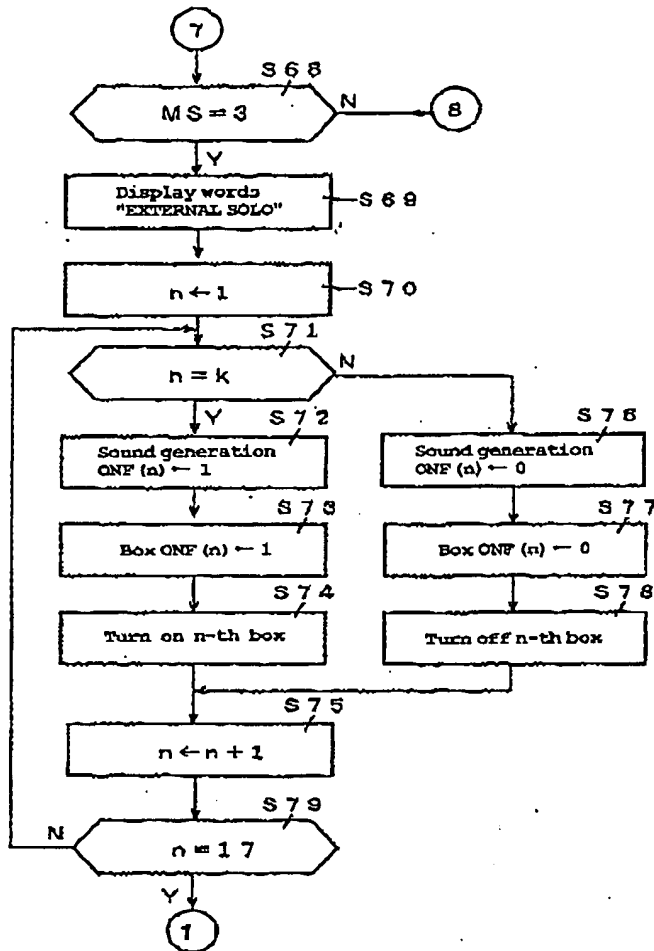 7
S68
MS=3
N
8
Y
Display words
"EXTERNAL SOLO"
S69
n ← 1
S70
S71
n = k
N
Y
S72
Sound generation
ONF (n) ← 1
S76
Sound generation
ONF (n) ← 0
S73
Box ONF (n) ← 1
S77
Box ONF (n) ← 0
S74
Turn on n-th box
S78
Turn off n-th box
S75
n ← n + 1
S79
N
n = 17
Y
1